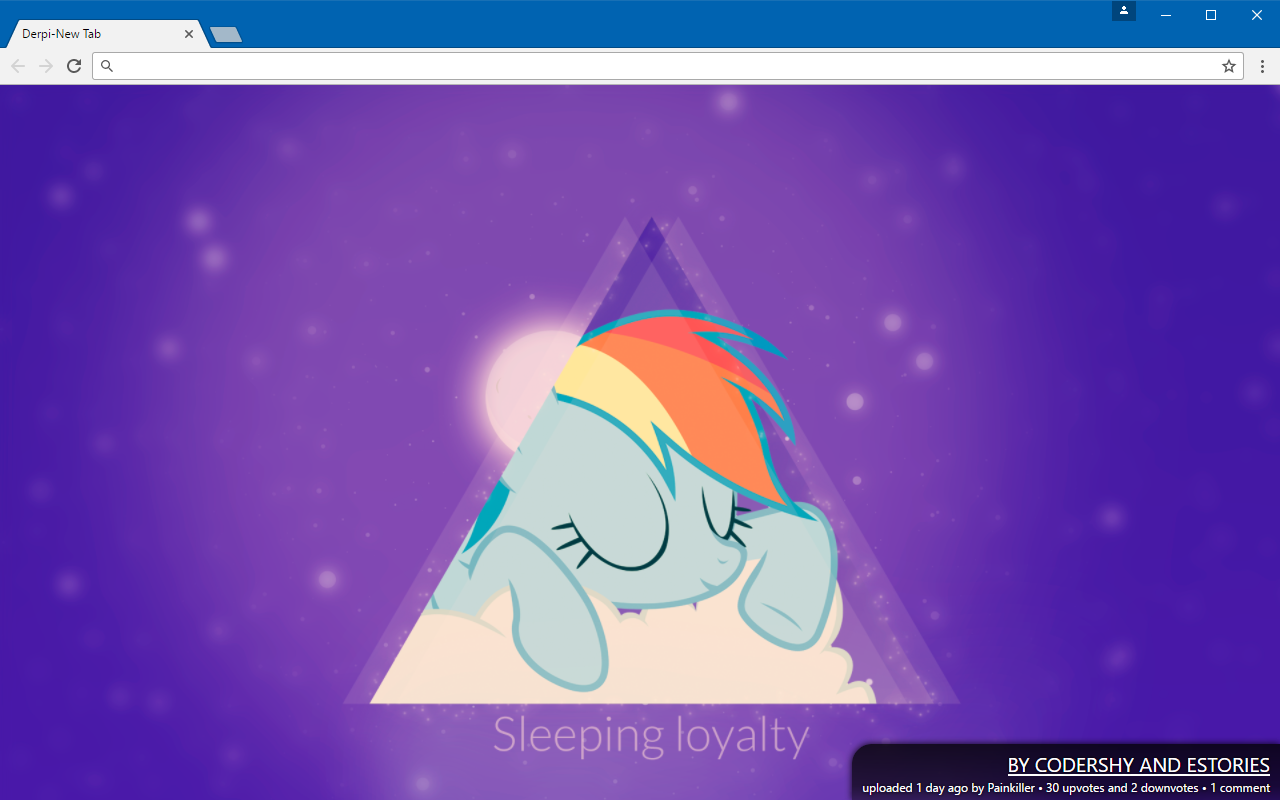 Derpi-New Tab
Sleeping loyalty
BY CODERSHY AND ESTORIES
uploaded 1 day ago by Painkiller • 30 upvotes and 2 downvotes • 1 comment